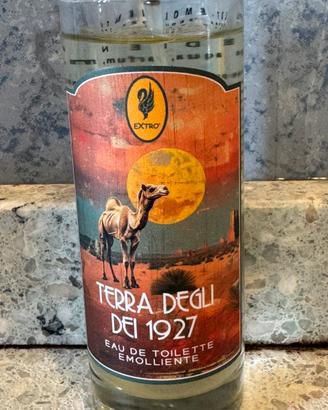 EXTRO
TERRA DEGLI
DEI 1927
EAU DE TOILETTE
EMOLLIENTE